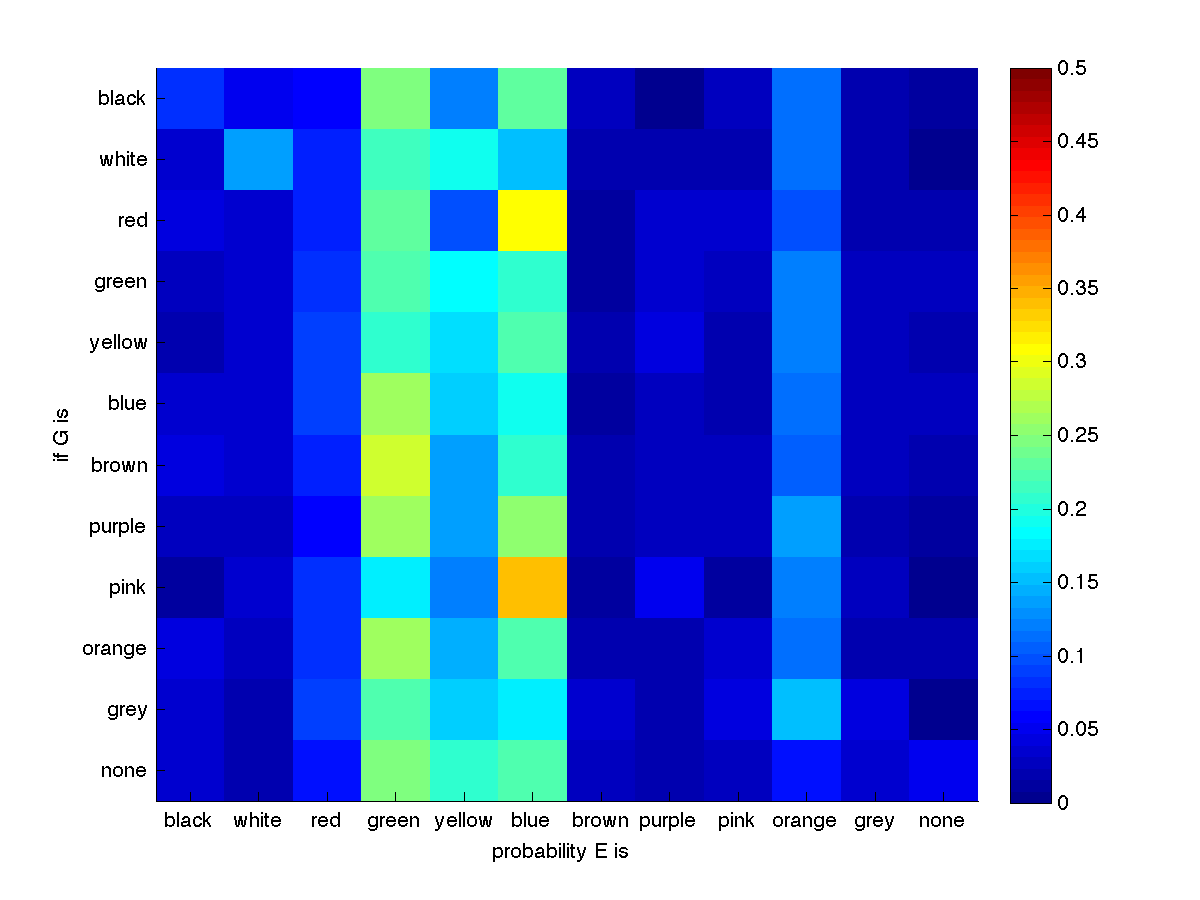 black
white
red
green
yellow
blue
brown
purple
pink
orange
grey
none
if G is
black white red green yellow blue brown purple pink orange grey none
probability E is
0.5
0.45
0.4
0.35
0.3
0.25
0.2
0.15
0.1
0.05
0